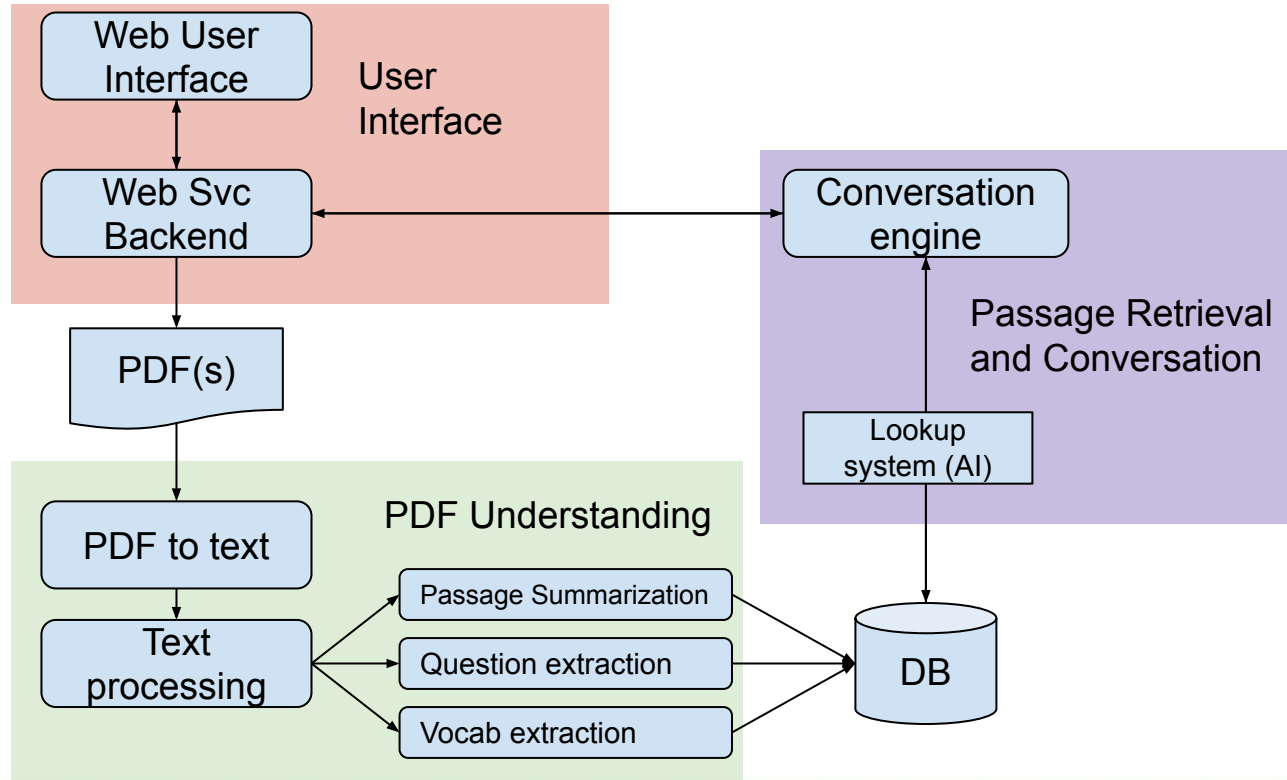 Web User
Interface
User
Interface
Web Svc
Backend
Conversation
engine
Passage Retrieval
and Conversation
PDF(s)
Lookup
system (AI)
PDF Understanding
PDF to text
Passage Summarization
Text
processing
Question extraction
Vocab extraction
DB